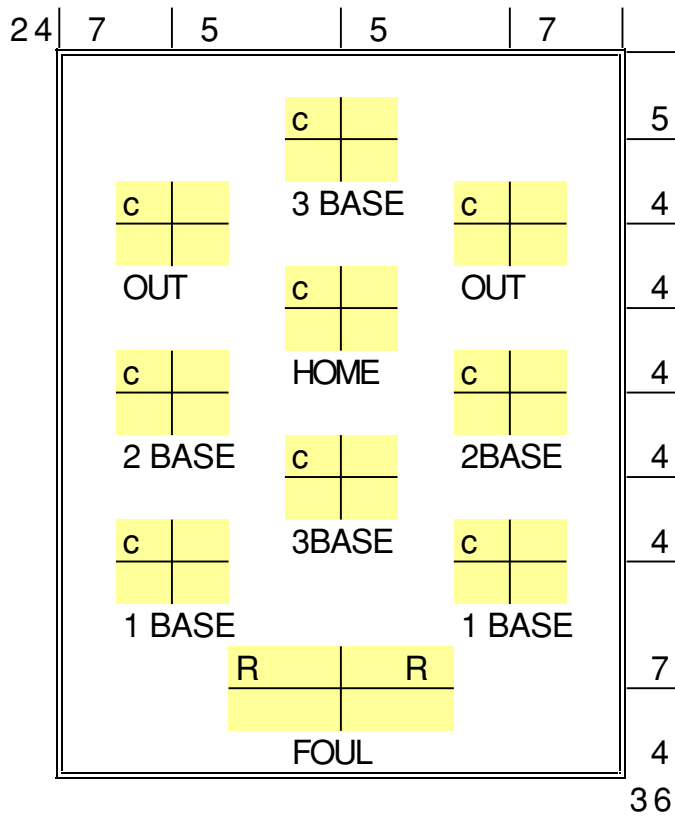 24 7 5 5 7
c 5
3 BASE
c c 4
OUT OUT
c 4
HOME
c c 4
2 BASE 2BASE
c 4
3BASE
c c 4
1 BASE 1 BASE
R R 7
FOUL 4
36